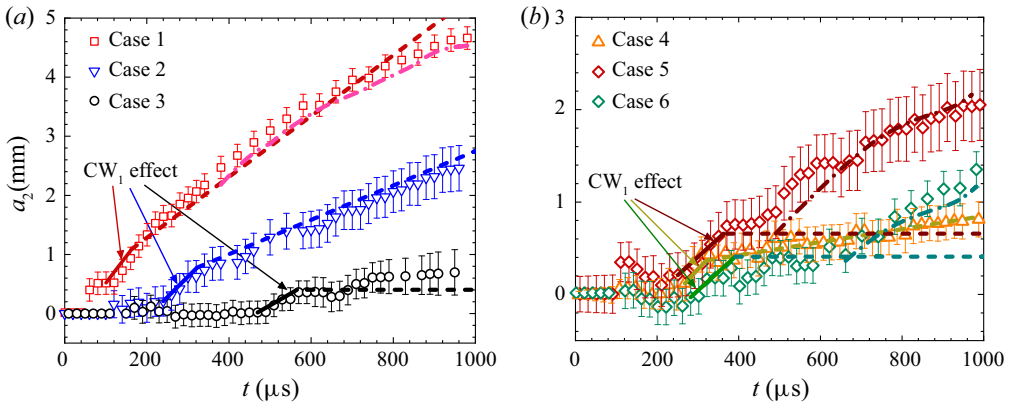 (a)
5
4
3
2
1
0
a₂(mm)
Case 1
Case 2
Case 3
CW₁ effect
0 200 400 600 800 1000
t (μs)
(b)
3
2
1
0
Case 4
Case 5
Case 6
CW₁ effect
0 200 400 600 800 1000
t (μs)